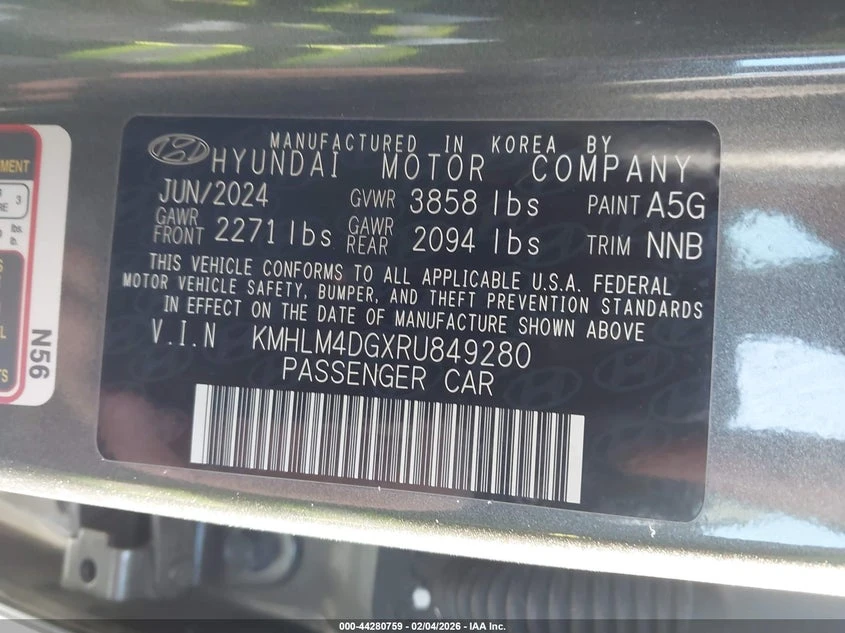 MANUFACTURED IN KOREA BY
HYUNDAI MOTOR COMPANY
JUN/2024 GVWR 3858 lbs PAINT A5G
GAWR FRONT 2271 lbs GAWR REAR 2094 lbs TRIM NNB
THIS VEHICLE CONFORMS TO ALL APPLICABLE U.S.A. FEDERAL
MOTOR VEHICLE SAFETY, BUMPER, AND THEFT PREVENTION STANDARDS
IN EFFECT ON THE DATE OF MANUFACTURE SHOWN ABOVE
V.I.N KMHLM4DGXRU849280
PASSENGER CAR
N56
000-44280759 - 02/04/2026 - IAA Inc.